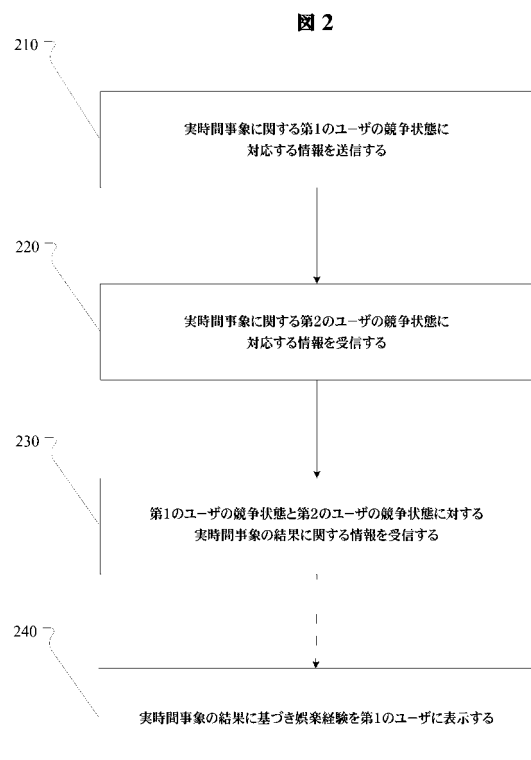 図 2
210
実時間事象に関する第1のユーザの競争状態に
対応する情報を送信する
220
実時間事象に関する第2のユーザの競争状態に
対応する情報を受信する
230
第1のユーザの競争状態と第2のユーザの競争状態に対する
実時間事象の結果に関する情報を受信する
240
実時間事象の結果に基づき娯楽経験を第1のユーザに表示する